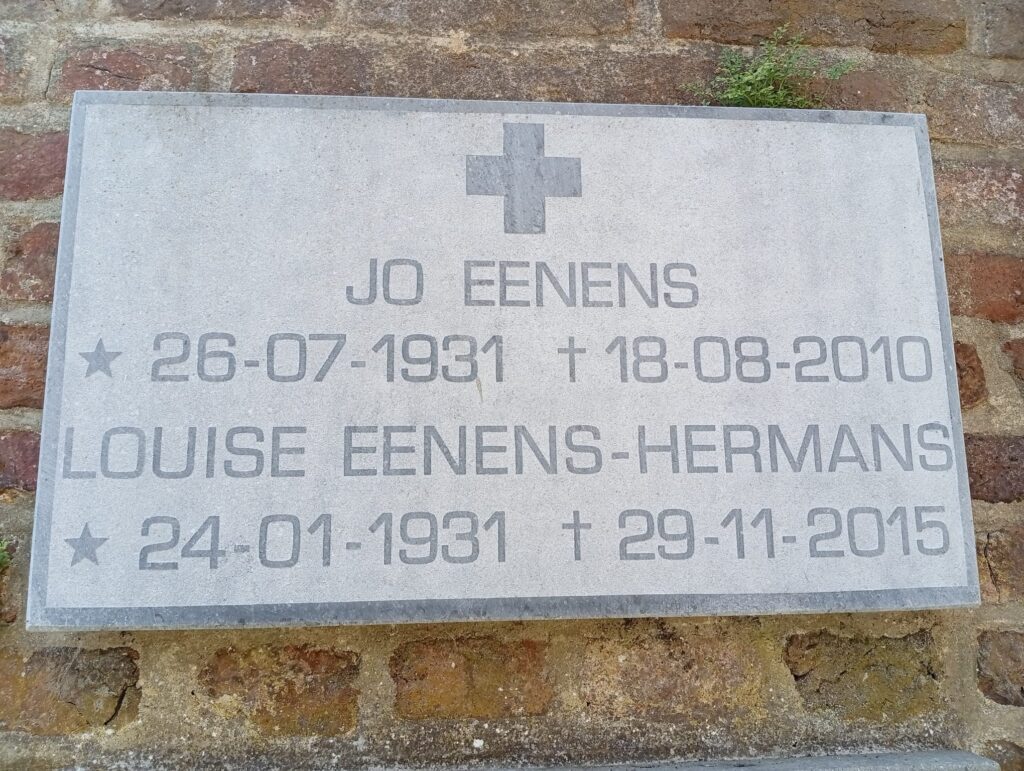 JO EENENS
★ 26-07-1931 † 18-08-2010
LOUISE EENENS-HERMANS
★ 24-01-1931 † 29-11-2015